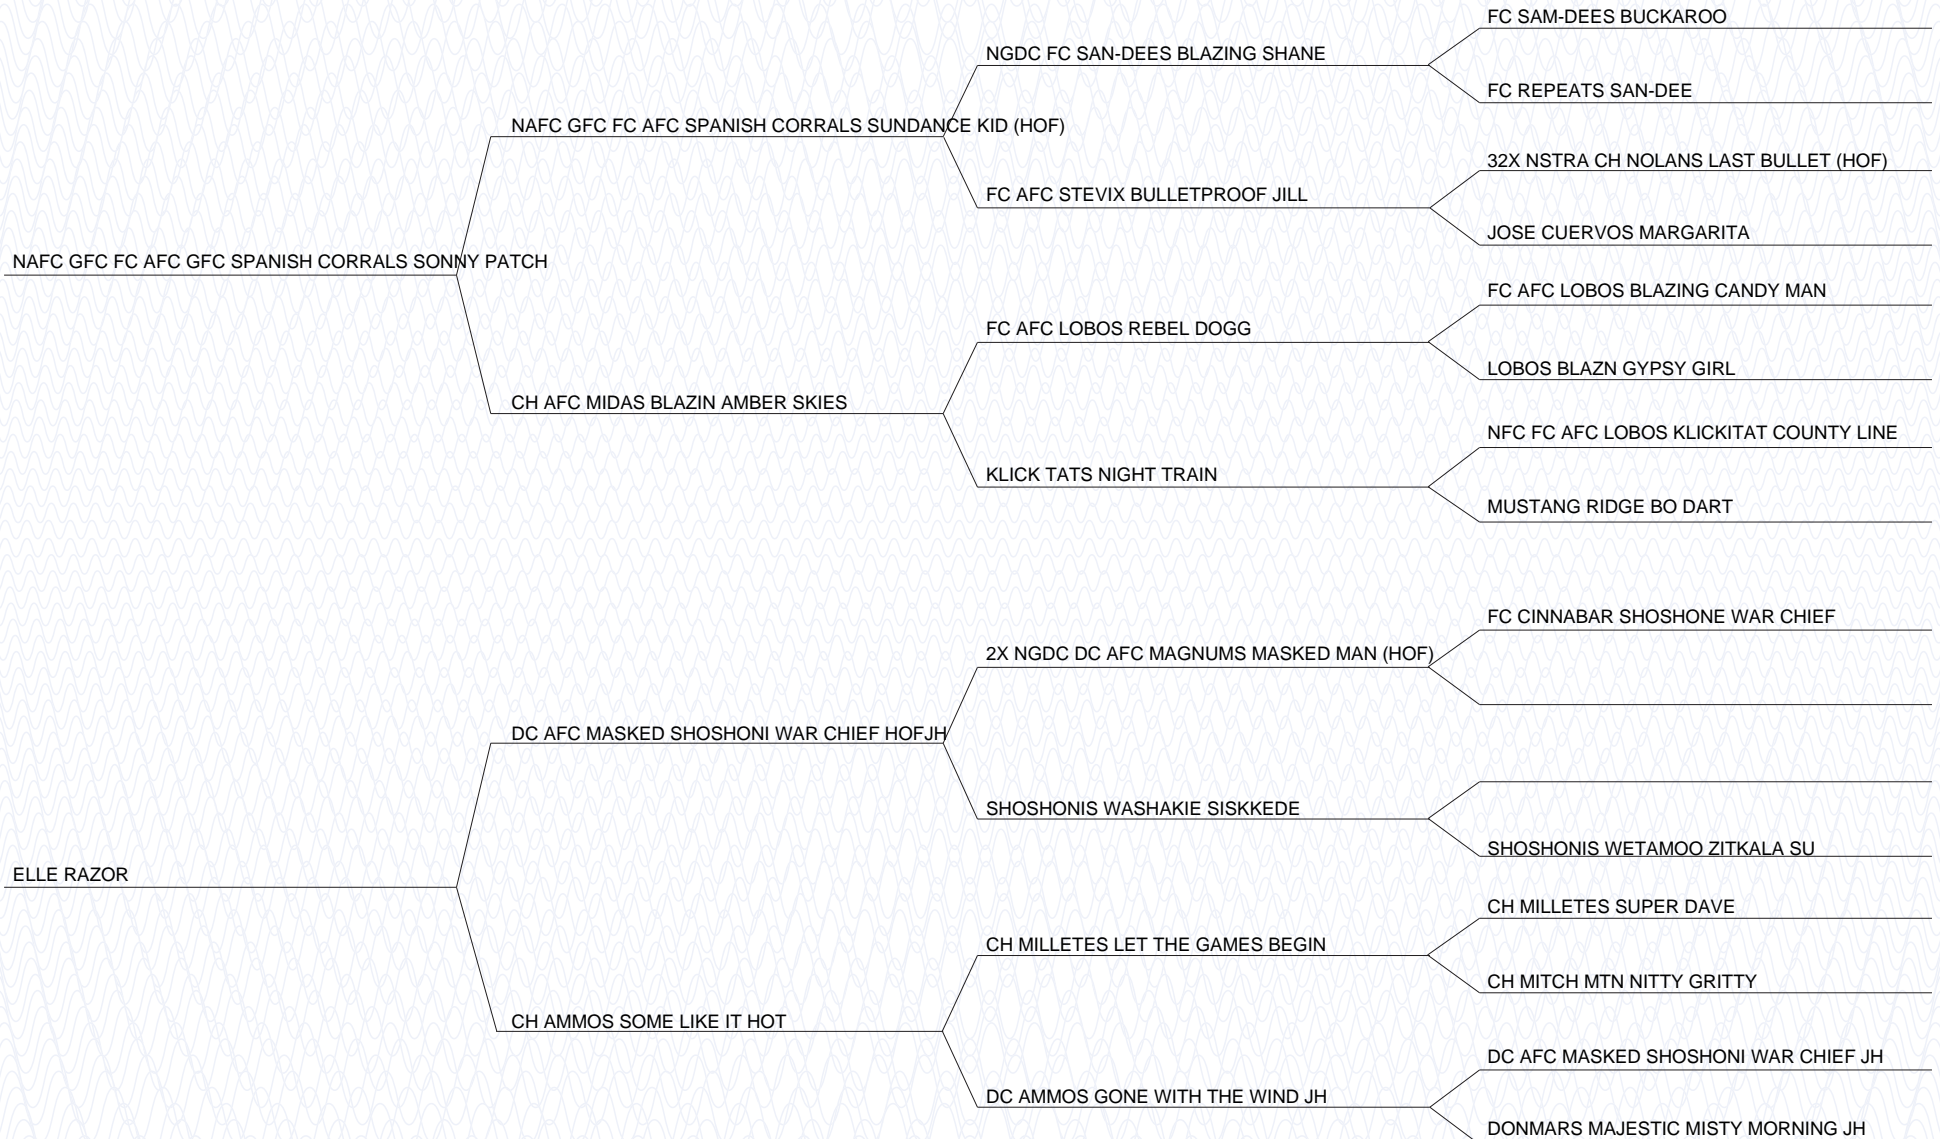 FC SAM-DEES BUCKAROO
NGDC FC SAN-DEES BLAZING SHANE
FC REPEATS SAN-DEE
NAFC GFC FC AFC SPANISH CORRALS SUNDANCE KID (HOF)
32X NSTRA CH NOLANS LAST BULLET (HOF)
FC AFC STEVIX BULLETPROOF JILL
JOSE CUERVOS MARGARITA
NAFC GFC FC AFC GFC SPANISH CORRALS SONNY PATCH
FC AFC LOBOS BLAZING CANDY MAN
FC AFC LOBOS REBEL DOGG
LOBOS BLAZN GYPSY GIRL
CH AFC MIDAS BLAZIN AMBER SKIES
NFC FC AFC LOBOS KLICKITAT COUNTY LINE
KLICK TATS NIGHT TRAIN
MUSTANG RIDGE BO DART
FC CINNABAR SHOSHONE WAR CHIEF
2X NGDC DC AFC MAGNUMS MASKED MAN (HOF)
DC AFC MASKED SHOSHONI WAR CHIEF HOFJH
SHOSHONIS WASHAKIE SISKKEDE
SHOSHONIS WETAMOO ZITKALA SU
ELLE RAZOR
CH MILLETES SUPER DAVE
CH MILLETES LET THE GAMES BEGIN
CH MITCH MTN NITTY GRITTY
CH AMMOS SOME LIKE IT HOT
DC AFC MASKED SHOSHONI WAR CHIEF JH
DC AMMOS GONE WITH THE WIND JH
DONMARS MAJESTIC MISTY MORNING JH